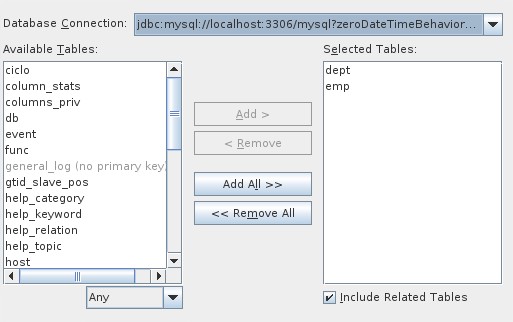 Database Connection: jdbc:mysql://localhost:3306/mysql?zeroDateTimeBehavior...
Available Tables:
ciclo
column_stats
columns_priv
db
event
func
general_log (no primary key)
gtid_slave_pos
help_category
help_keyword
help_relation
help_topic
host
Any
Add >
< Remove
Add All >>
<< Remove All
Selected Tables:
dept
emp
Include Related Tables